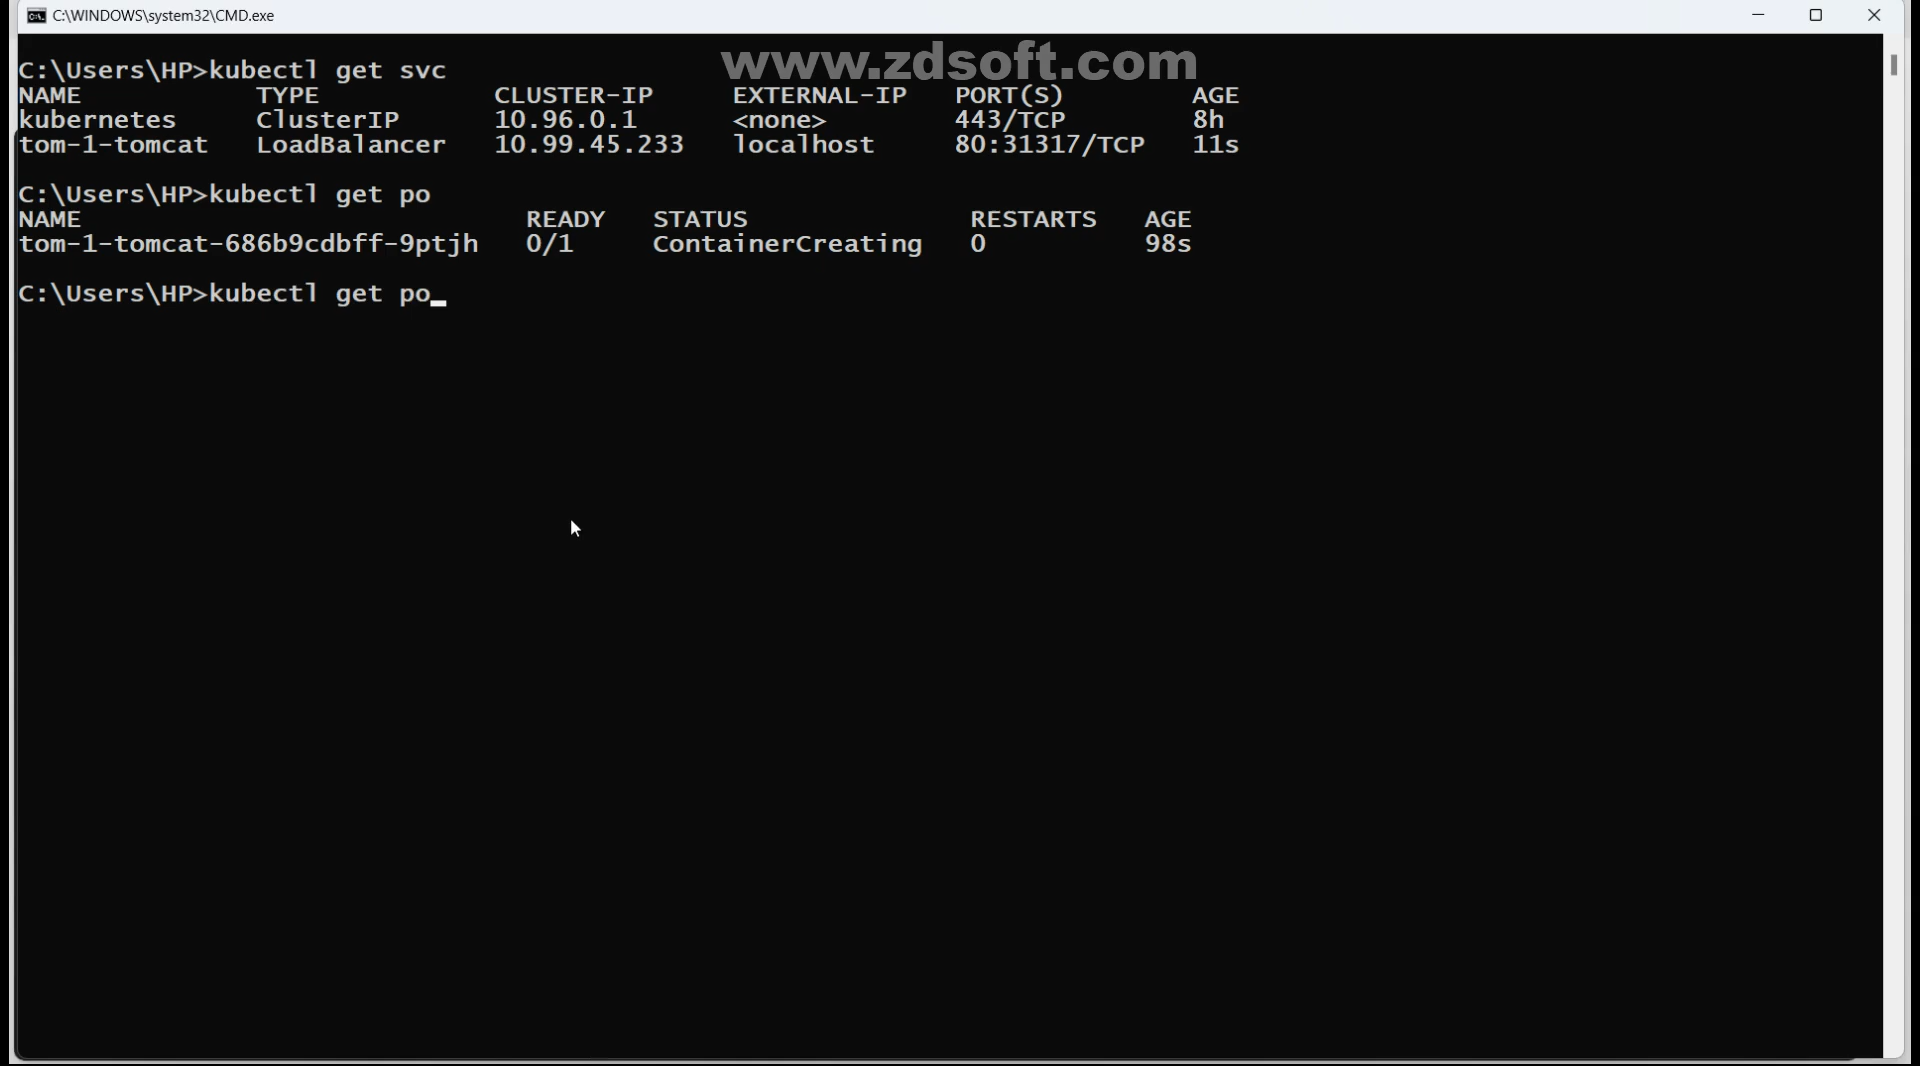 C:\WINDOWS\system32\CMD.exe
www.zdsoft.com
C:\Users\HP>kubectl get svc
NAME           TYPE           CLUSTER-IP     EXTERNAL-IP   PORT(S)        AGE
kubernetes     ClusterIP      10.96.0.1      <none>        443/TCP        8h
tom-1-tomcat   LoadBalancer   10.99.45.233   localhost     80:31317/TCP   11s
C:\Users\HP>kubectl get po
NAME                            READY   STATUS              RESTARTS   AGE
tom-1-tomcat-686b9cdbff-9ptjh   0/1     ContainerCreating   0          98s
C:\Users\HP>kubectl get po_